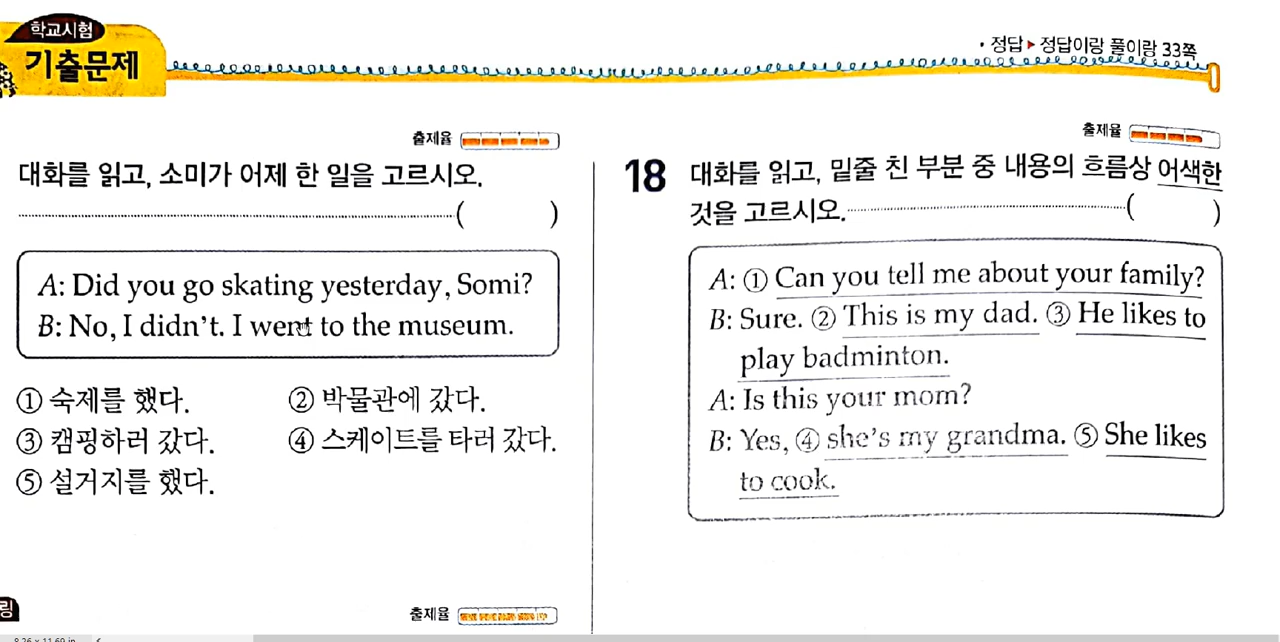 학교시험
기출문제
• 정답 ▶ 정답이랑 풀이랑 33쪽
출제율
대화를 읽고, 소미가 어제 한 일을 고르시오.
( )
A: Did you go skating yesterday, Somi?
B: No, I didn't. I went to the museum.
① 숙제를 했다. ② 박물관에 갔다.
③ 캠핑하러 갔다. ④ 스케이트를 타러 갔다.
⑤ 설거지를 했다.
링
출제율
출제율
18 대화를 읽고, 밑줄 친 부분 중 내용의 흐름상 어색한
것을 고르시오. ( )
A: ① Can you tell me about your family?
B: Sure. ② This is my dad. ③ He likes to
play badminton.
A: Is this your mom?
B: Yes, ④ she's my grandma. ⑤ She likes
to cook.